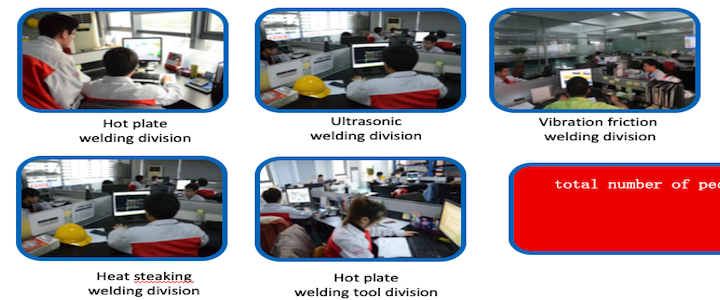 Hot plate
welding division
Ultrasonic
welding division
Vibration friction
welding division
total number of
Heat steaking
welding division
Hot plate
welding tool division